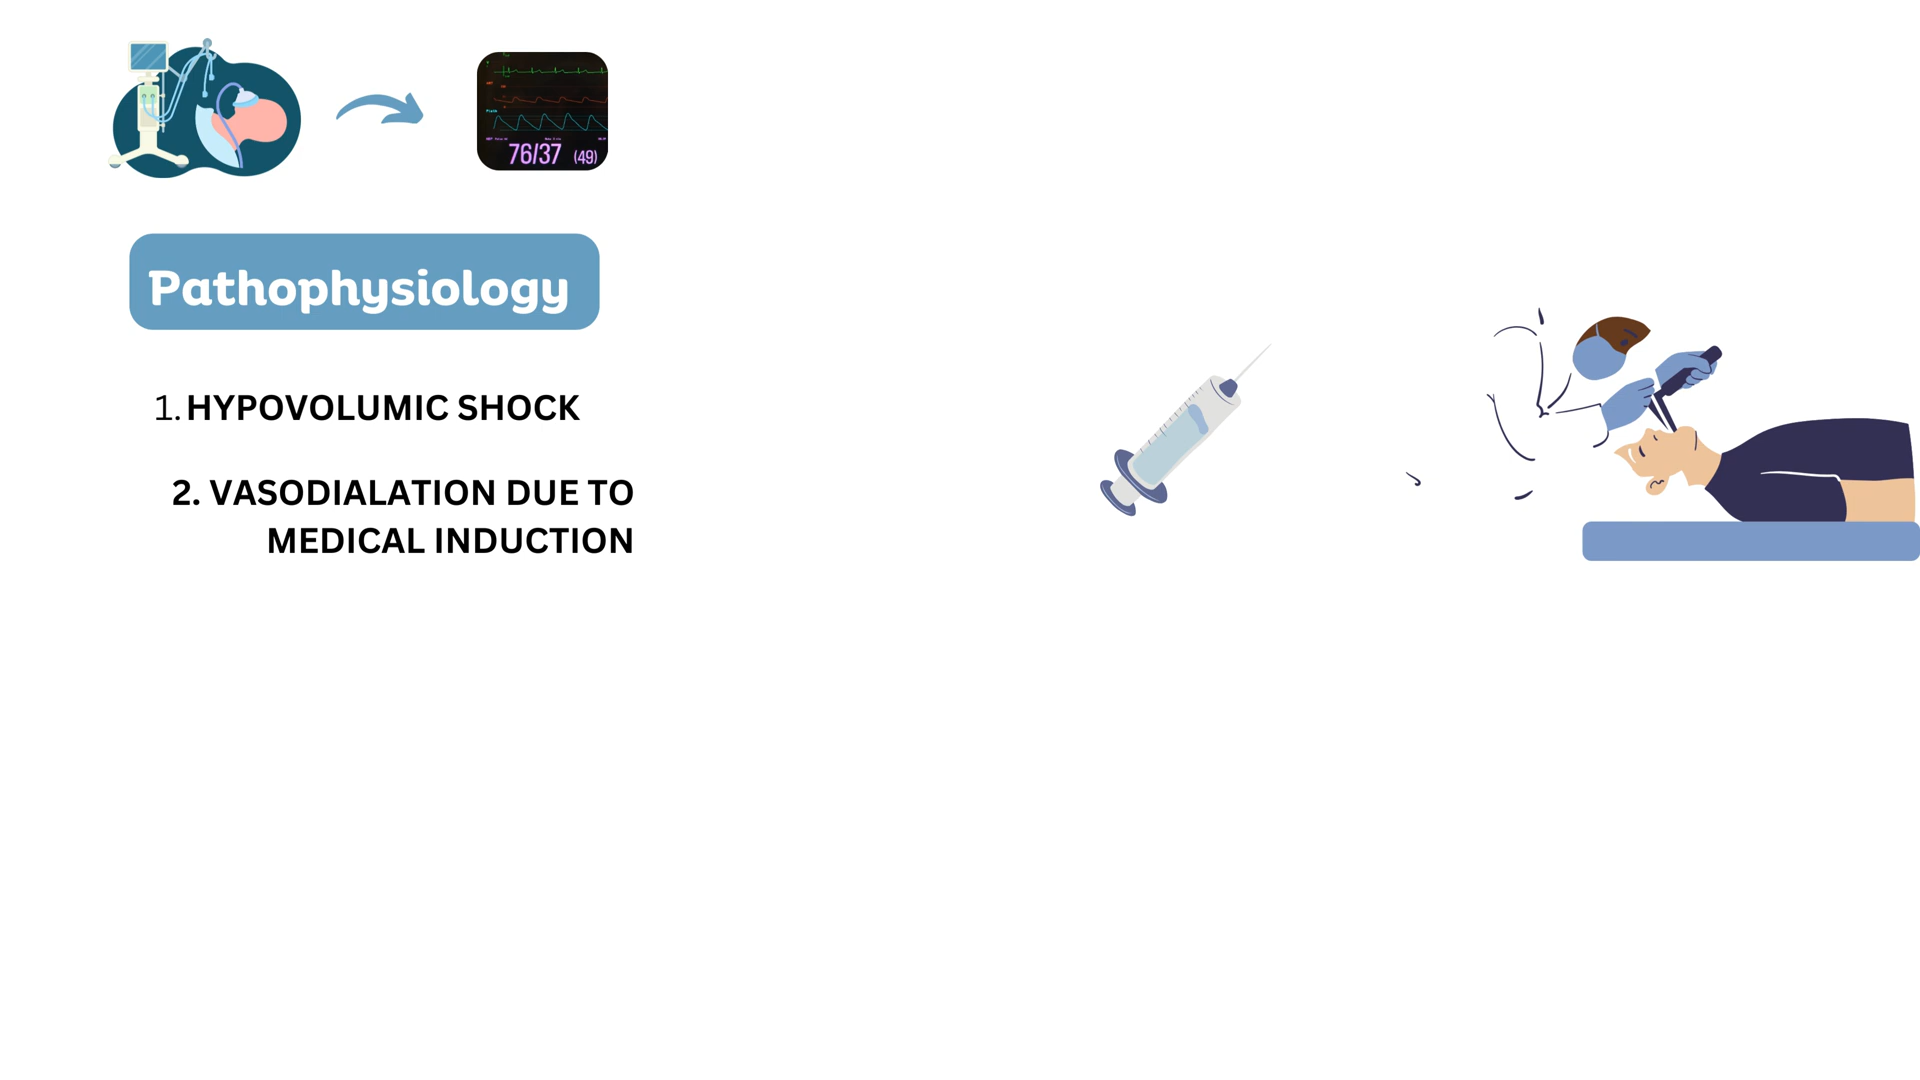 76/37 (49)
Pathophysiology
1. HYPOVOLUMIC SHOCK
2. VASODIALATION DUE TO
MEDICAL INDUCTION